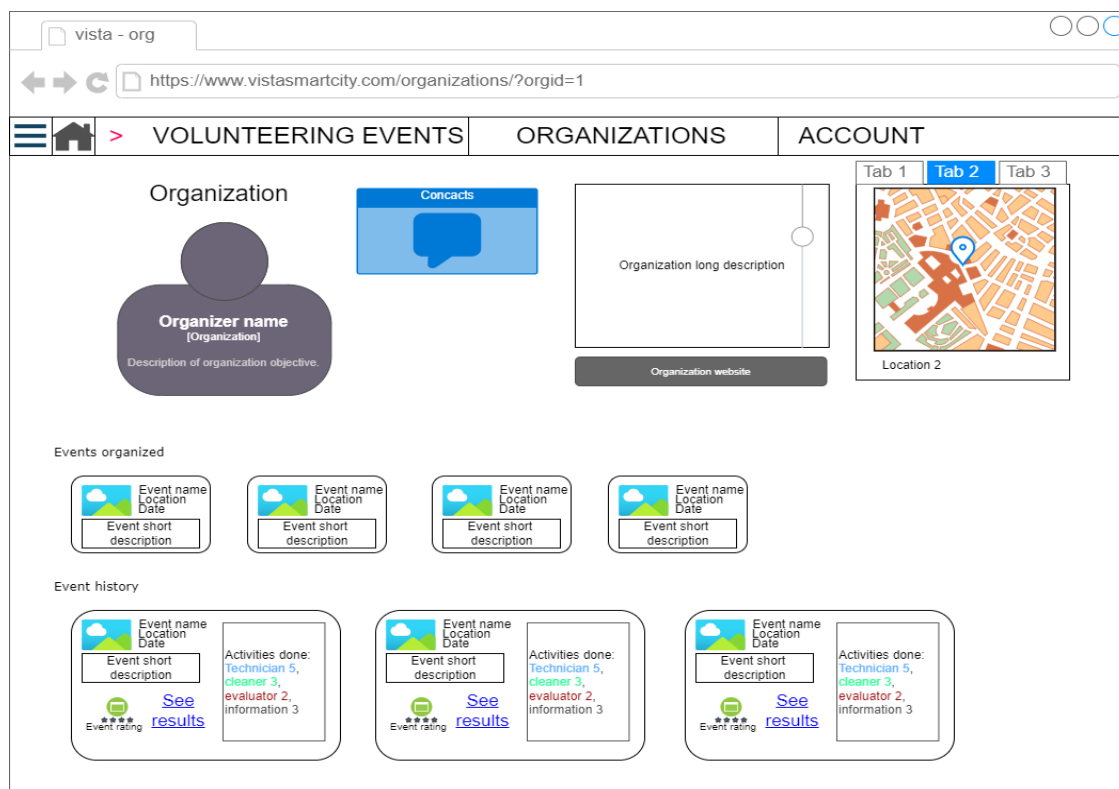 vista - org
https://www.vistasmartcity.com/organizations/?orgid=1
> VOLUNTEERING EVENTS ORGANIZATIONS ACCOUNT
Organization
Organizer name
[Organization]
Description of organization objective.
Concacts
Organization long description
Organization website
Tab 1 Tab 2 Tab 3
Location 2
Events organized
Event name
Location
Date
Event short
description
Event name
Location
Date
Event short
description
Event name
Location
Date
Event short
description
Event name
Location
Date
Event short
description
Event history
Event name
Location
Date
Event short
description
Event rating
See
results
Activities done:
Technician 5,
cleaner 3,
evaluator 2,
information 3
Event name
Location
Date
Event short
description
Event rating
See
results
Activities done:
Technician 5,
cleaner 3,
evaluator 2,
information 3
Event name
Location
Date
Event short
description
Event rating
See
results
Activities done:
Technician 5,
cleaner 3,
evaluator 2,
information 3